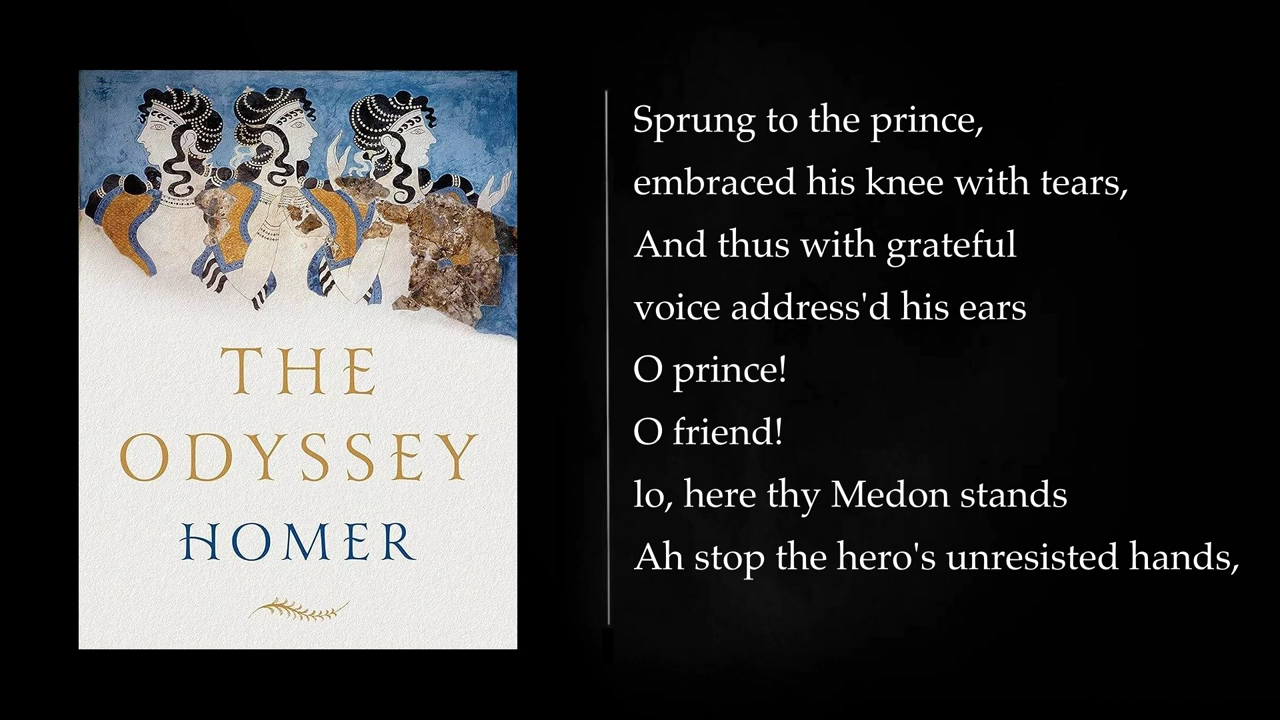 THE
ODYSSEY
HOMER
Sprung to the prince,
embraced his knee with tears,
And thus with grateful
voice address'd his ears
O prince!
O friend!
lo, here thy Medon stands
Ah stop the hero's unresisted hands,